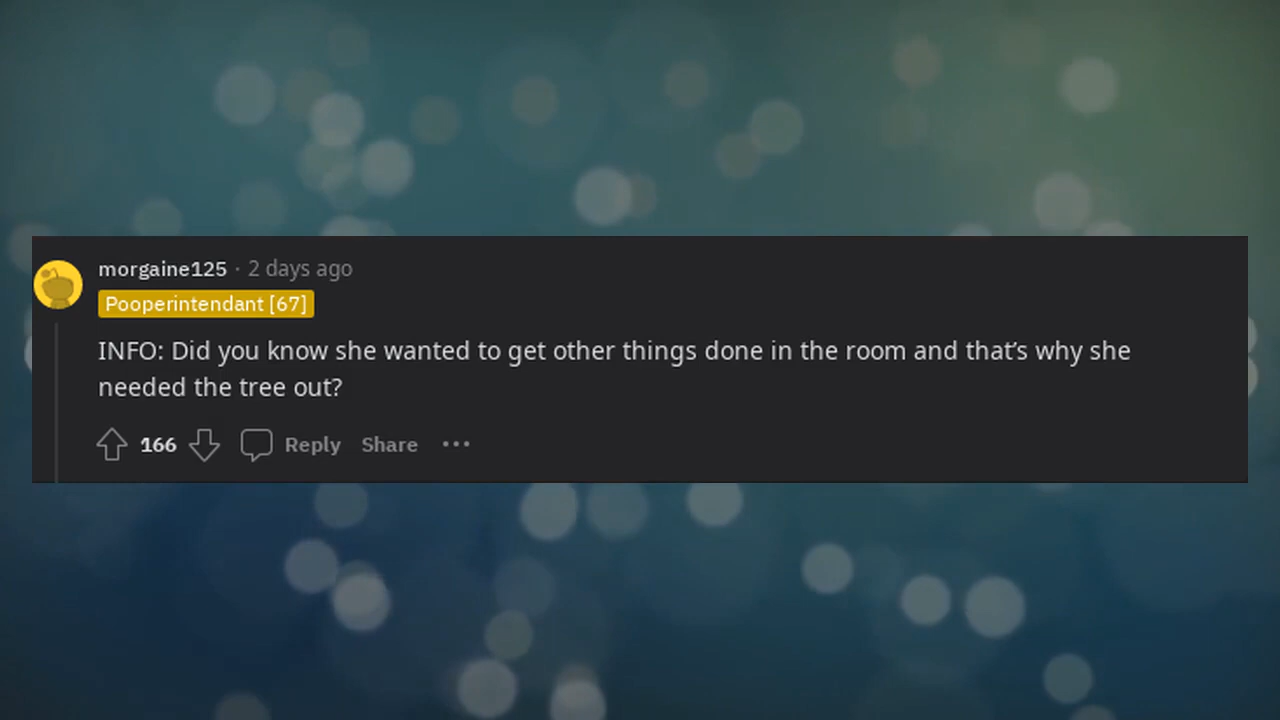 morgaine125 · 2 days ago
Pooperintendant [67]
INFO: Did you know she wanted to get other things done in the room and that’s why she
needed the tree out?
166 Reply Share ···